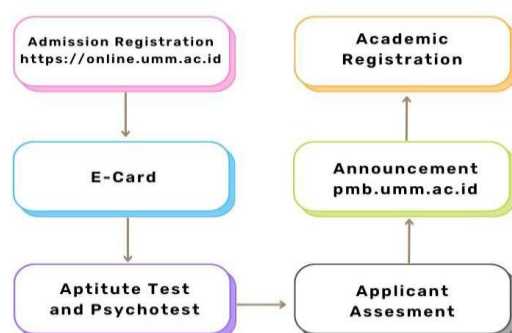 Admission Registration
https://online.umm.ac.id
E-Card
Aptitute Test
and Psychotest
Applicant
Assesment
Announcement
pmb.umm.ac.id
Academic
Registration